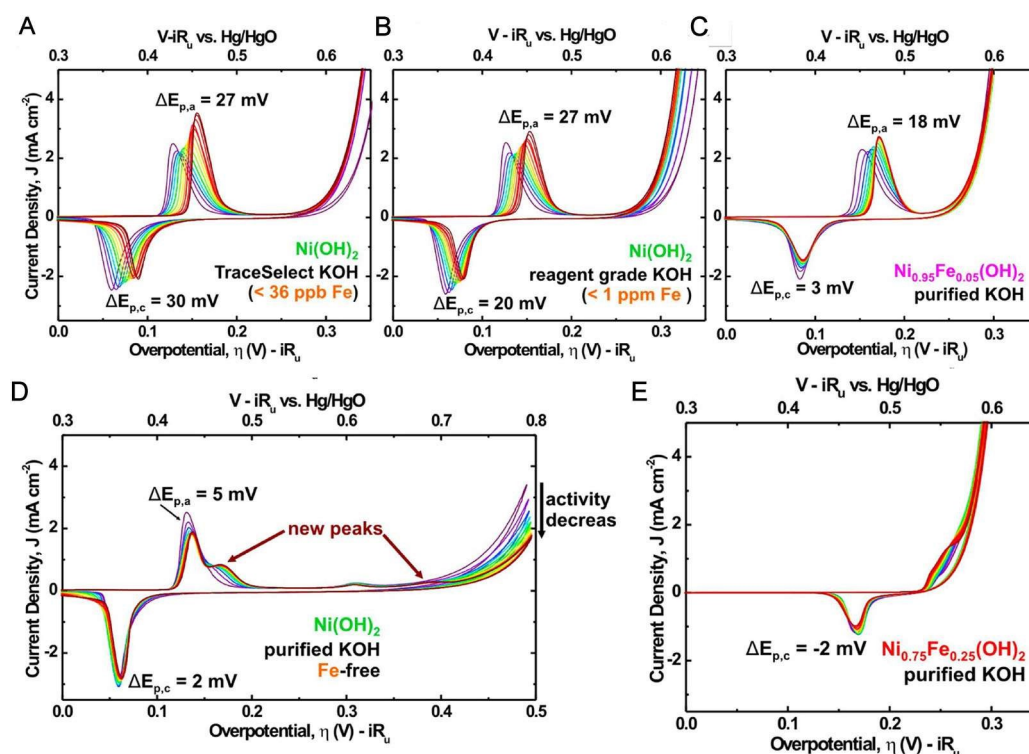 A
V-iRᵤ vs. Hg/HgO
0.3 0.4 0.5 0.6
ΔEₚ,ₐ = 27 mV
Ni(OH)₂
TraceSelect KOH
(< 36 ppb Fe)
ΔEₚ,c = 30 mV
4
2
0
-2
Current Density, J (mA cm⁻²)
0.0 0.1 0.2 0.3
Overpotential, η (V) - iRᵤ
B
V - iRᵤ vs. Hg/HgO
0.3 0.4 0.5 0.6
ΔEₚ,ₐ = 27 mV
Ni(OH)₂
reagent grade KOH
(< 1 ppm Fe)
ΔEₚ,c = 20 mV
4
2
0
-2
0.0 0.1 0.2 0.3
Overpotential, η (V) - iRᵤ
C
V - iRᵤ vs. Hg/HgO
0.3 0.4 0.5 0.6
ΔEₚ,ₐ = 18 mV
Ni₀.₉₅Fe₀.₀₅(OH)₂
purified KOH
ΔEₚ,c = 3 mV
4
2
0
-2
0.0 0.1 0.2 0.3
Overpotential, η (V - iRᵤ)
D
V - iRᵤ vs. Hg/HgO
0.3 0.4 0.5 0.6 0.7 0.8
ΔEₚ,ₐ = 5 mV
new peaks
activity
decreas
Ni(OH)₂
purified KOH
Fe-free
ΔEₚ,c = 2 mV
4
2
0
-2
Current Density, J (mA cm⁻²)
0.0 0.1 0.2 0.3 0.4 0.5
Overpotential, η (V) - iRᵤ
E
V - iRᵤ vs. Hg/HgO
0.3 0.4 0.5 0.6
ΔEₚ,c = -2 mV
Ni₀.₇₅Fe₀.₂₅(OH)₂
purified KOH
4
2
0
-2
Current Density, J (mA cm⁻²)
0.0 0.1 0.2 0.3
Overpotential, η (V) - iRᵤ